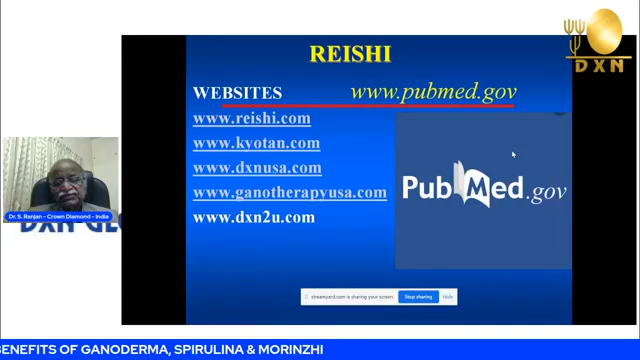 DXN
REISHI
WEBSITES
www.pubmed.gov
www.reishi.com
www.kyotan.com
www.dxnusa.com
www.ganotherapyusa.com
www.dxn2u.com
PubMed.gov
Dr. S. Ranjan - Crown Diamond - India
streamyard.com is sharing your screen. Stop sharing Hide
BENEFITS OF GANODERMA, SPIRULINA & MORINZHI